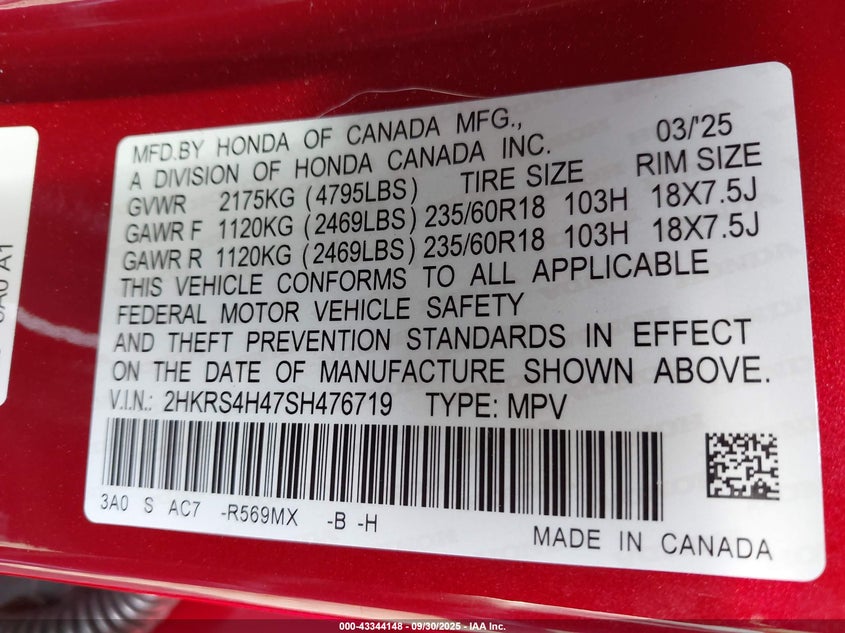 MFD.BY HONDA OF CANADA MFG., 03/'25
A DIVISION OF HONDA CANADA INC.
GVWR 2175KG (4795LBS) TIRE SIZE RIM SIZE
GAWR F 1120KG (2469LBS) 235/60R18 103H 18X7.5J
GAWR R 1120KG (2469LBS) 235/60R18 103H 18X7.5J
THIS VEHICLE CONFORMS TO ALL APPLICABLE
FEDERAL MOTOR VEHICLE SAFETY
AND THEFT PREVENTION STANDARDS IN EFFECT
ON THE DATE OF MANUFACTURE SHOWN ABOVE.
V.I.N.: 2HKRS4H47SH476719 TYPE: MPV
3A0 S AC7 -R569MX -B -H
MADE IN CANADA
000-43344148 - 09/30/2025 - IAA Inc.